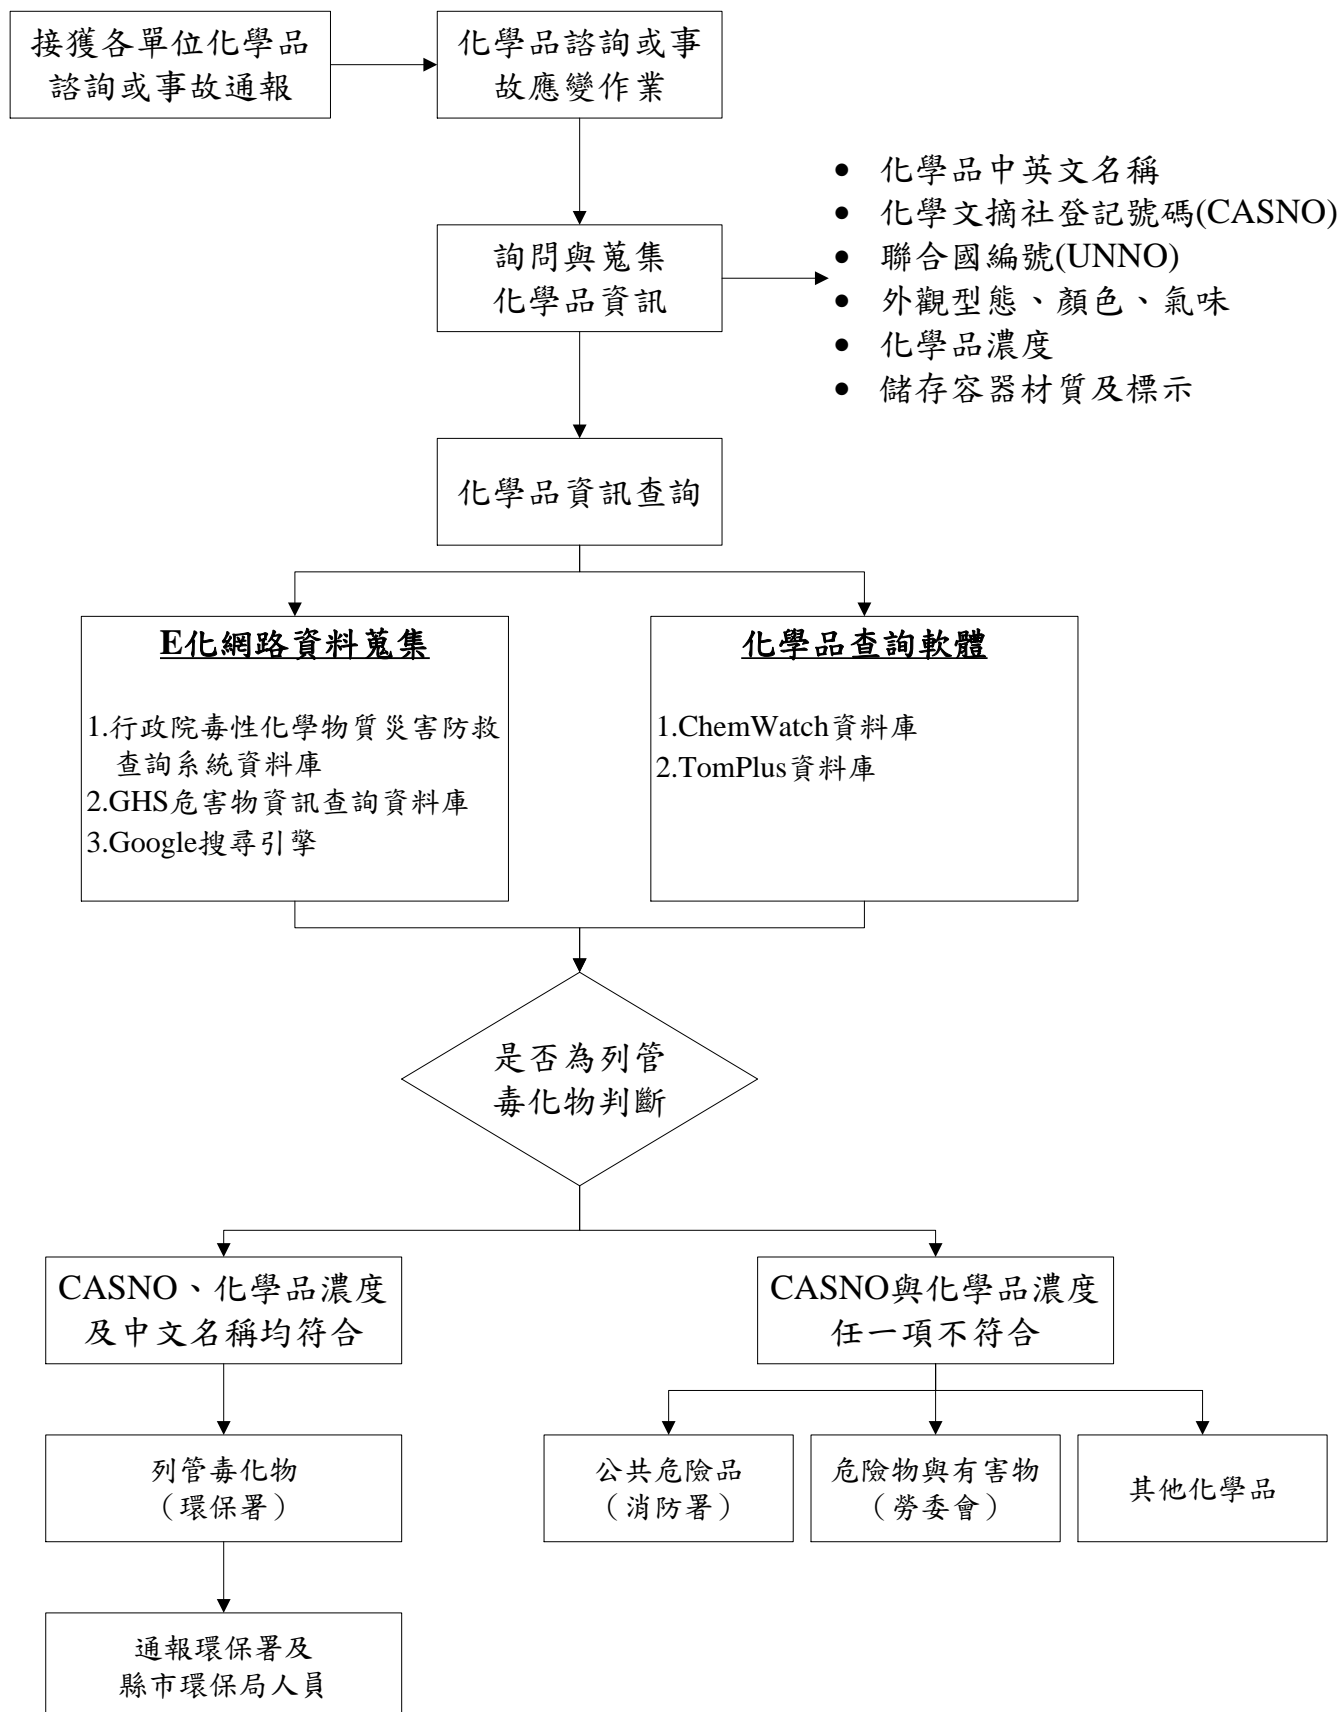 接獲各單位化學品
諮詢或事故通報
化學品諮詢或事
故應變作業
詢問與蒐集
化學品資訊
• 化學品中英文名稱
• 化學文摘社登記號碼(CASNO)
• 聯合國編號(UNNO)
• 外觀型態、顏色、氣味
• 化學品濃度
• 儲存容器材質及標示
化學品資訊查詢
E化網路資料蒐集
1.行政院毒性化學物質災害防救
查詢系統資料庫
2.GHS危害物資訊查詢資料庫
3.Google搜尋引擎
化學品查詢軟體
1.ChemWatch資料庫
2.TomPlus資料庫
是否為列管
毒化物判斷
CASNO、化學品濃度
及中文名稱均符合
CASNO與化學品濃度
任一項不符合
列管毒化物
（環保署）
公共危險品
（消防署）
危險物與有害物
（勞委會）
其他化學品
通報環保署及
縣市環保局人員